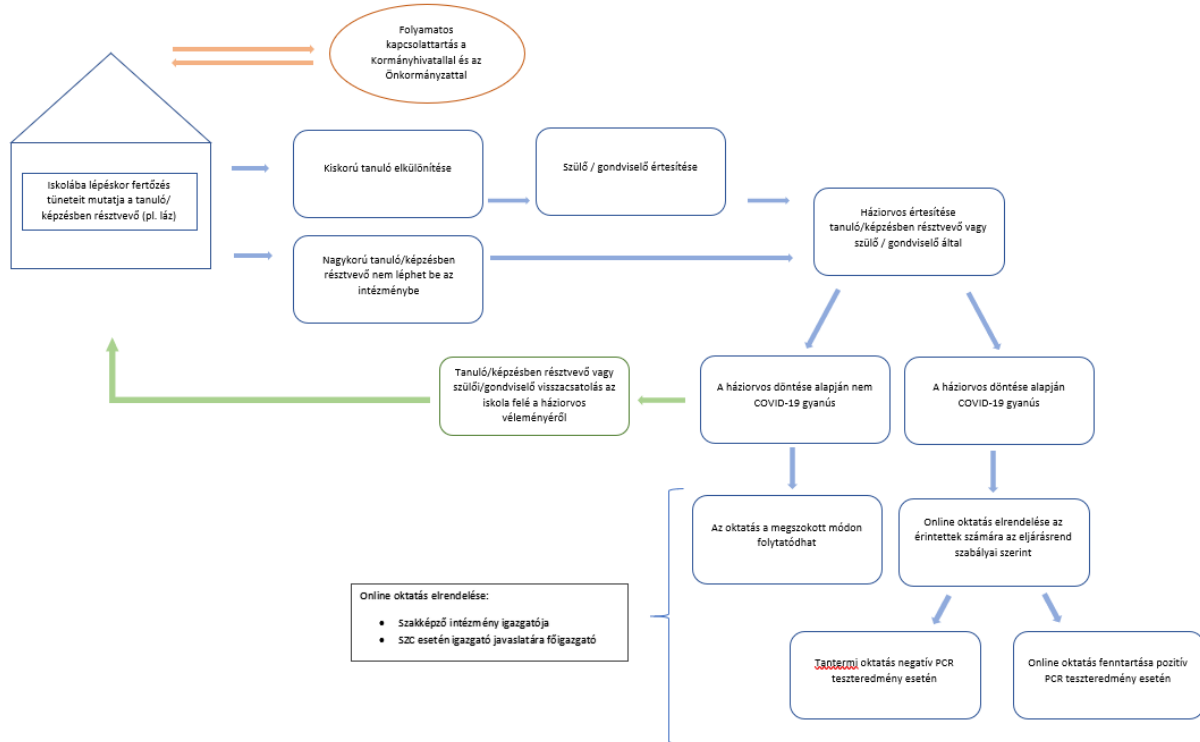 Folyamatos
kapcsolattartás a
Kormányhivatallal és az
Önkormányzattal
Iskolába lépéskor fertőzés
tüneteit mutatja a tanuló/
képzésben résztvevő (pl. láz)
Kiskorú tanuló elkülönítése
Szülő / gondviselő értesítése
Háziorvos értesítése
tanuló/képzésben résztvevő vagy
szülő / gondviselő által
Nagykorú tanuló/képzésben
résztvevő nem léphet be az
intézménybe
Tanuló/képzésben résztvevő vagy
szülői/gondviselő visszacsatolás az
iskola felé a háziorvos
véleményéről
A háziorvos döntése alapján nem
COVID-19 gyanús
A háziorvos döntése alapján
COVID-19 gyanús
Az oktatás a megszokott módon
folytatódhat
Online oktatás elrendelése az
érintettek számára az eljárásrend
szabályai szerint
Online oktatás elrendelése:
• Szakképző intézmény igazgatója
• SZC esetén igazgató javaslatára főigazgató
Tantermi oktatás negatív PCR
teszteredmény esetén
Online oktatás fenntartása pozitív
PCR teszteredmény esetén